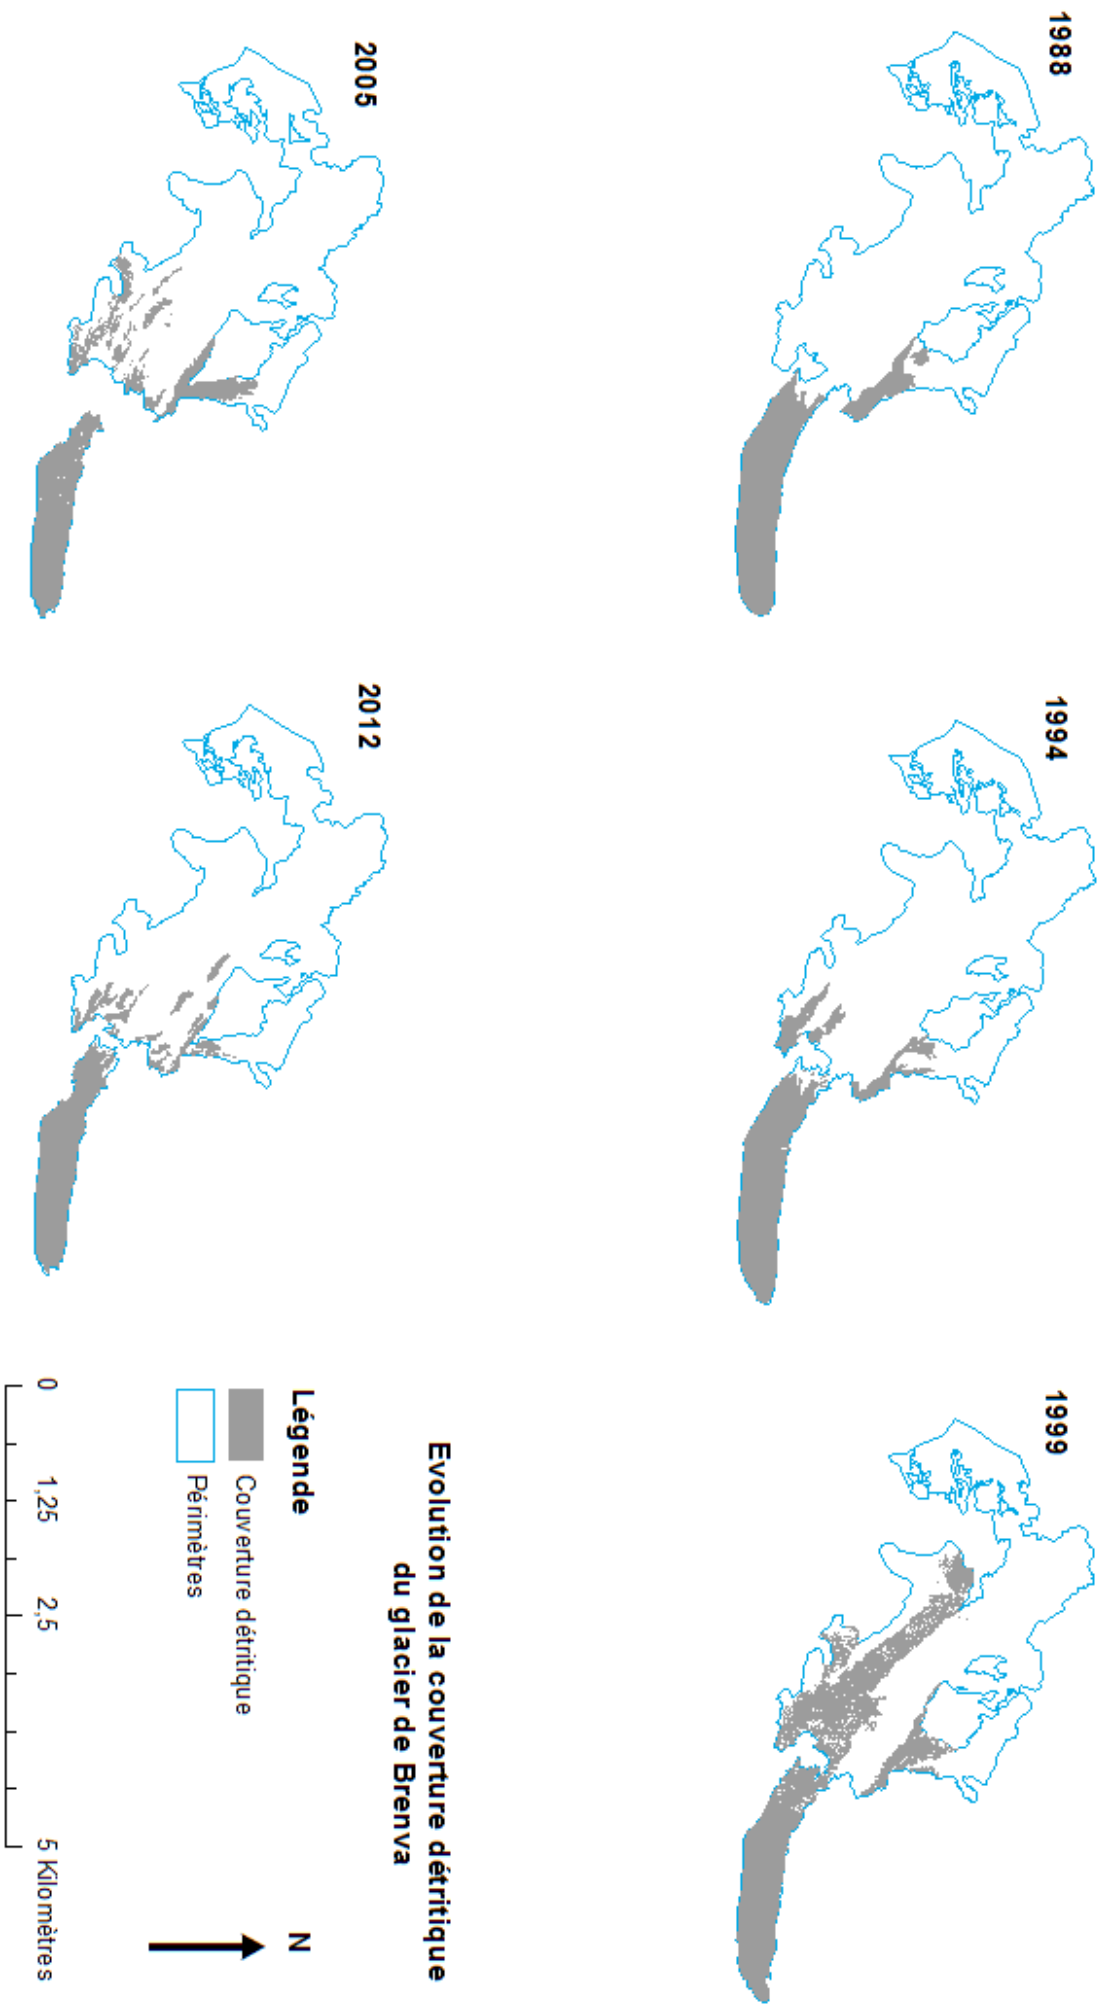 1988
1994
1999
2005
2012
Evolution de la couverture détritique
du glacier de Brenva
Légende
Couverture détritique
Périmètres
N
0 1,25 2,5 5 Kilomètres